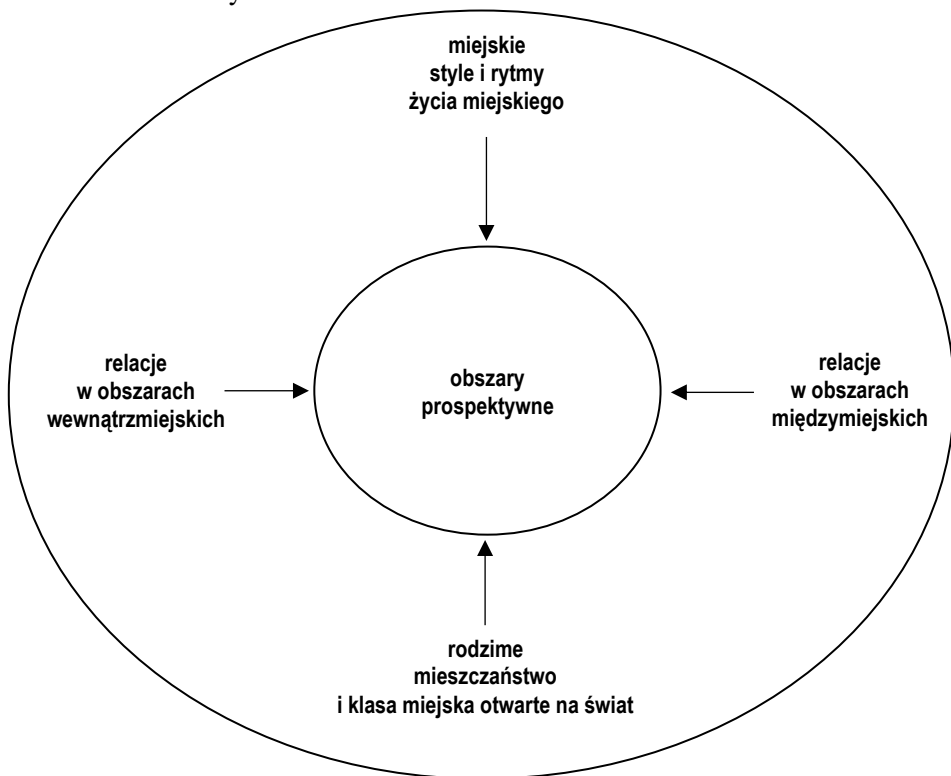 miejskie
style i rytmy
życia miejskiego
relacje
w obszarach
wewnątrzmiejskich
obszary
prospektywne
relacje
w obszarach
międzymiejskich
rodzime
mieszczaństwo
i klasa miejska otwarte na świat